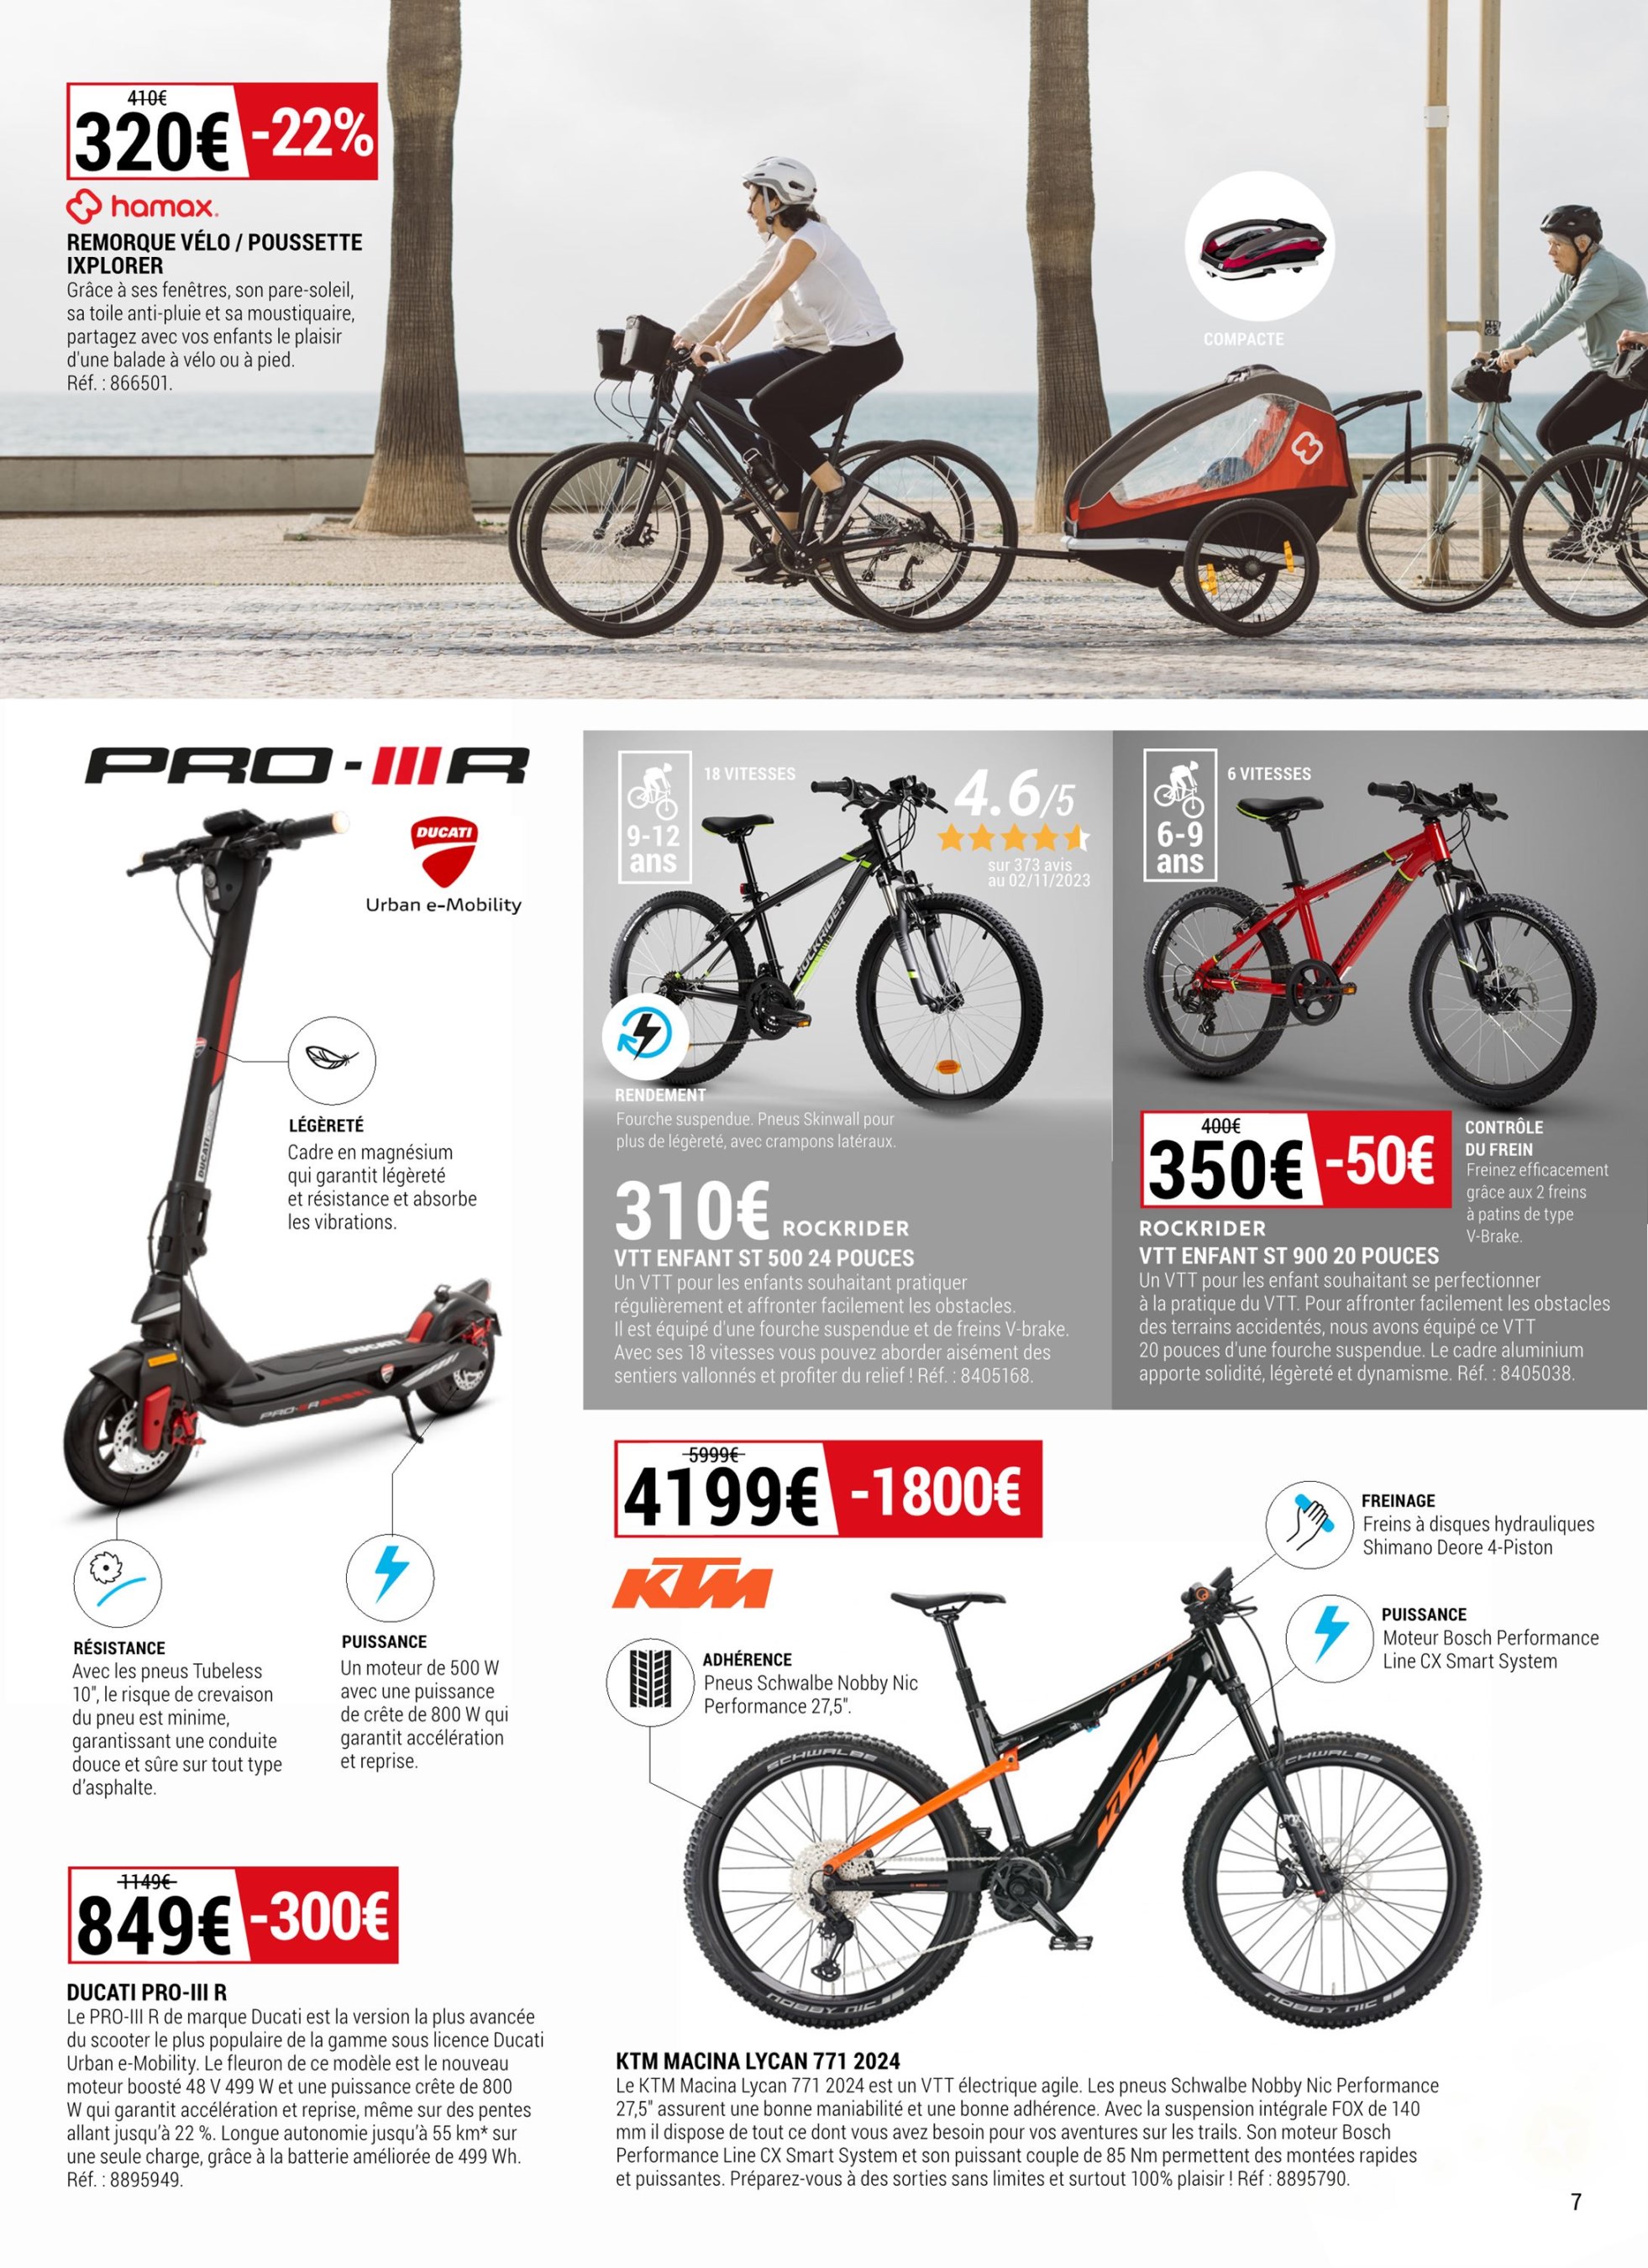 410€
320€ -22%
hamax.
REMORQUE VÉLO / POUSSETTE
IXPLORER
Grâce à ses fenêtres, son pare-soleil,
sa toile anti-pluie et sa moustiquaire,
partagez avec vos enfants le plaisir
d'une balade à vélo ou à pied.
Réf. : 866501.
COMPACTE
PRO-IIIR
DUCATI
Urban e-Mobility
LÉGÈRETÉ
Cadre en magnésium
qui garantit légèreté
et résistance et absorbe
les vibrations.
DUCATI
DUCATI
PRO-IIIR
RÉSISTANCE
Avec les pneus Tubeless
10", le risque de crevaison
du pneu est minime,
garantissant une conduite
douce et sûre sur tout type
d'asphalte.
PUISSANCE
Un moteur de 500 W
avec une puissance
de crête de 800 W qui
garantit accélération
et reprise.
1149€
849€ -300€
DUCATI PRO-III R
Le PRO-III R de marque Ducati est la version la plus avancée
du scooter le plus populaire de la gamme sous licence Ducati
Urban e-Mobility. Le fleuron de ce modèle est le nouveau
moteur boosté 48 V 499 W et une puissance crête de 800
W qui garantit accélération et reprise, même sur des pentes
allant jusqu'à 22 %. Longue autonomie jusqu'à 55 km* sur
une seule charge, grâce à la batterie améliorée de 499 Wh.
Réf. : 8895949.
9-12
ans
18 VITESSES
4.6/5
sur 373 avis
au 02/11/2023
ROCKRIDER
RENDEMENT
Fourche suspendue. Pneus Skinwall pour
plus de légèreté, avec crampons latéraux.
310€ ROCKRIDER
VTT ENFANT ST 500 24 POUCES
Un VTT pour les enfants souhaitant pratiquer
régulièrement et affronter facilement les obstacles.
Il est équipé d'une fourche suspendue et de freins V-brake.
Avec ses 18 vitesses vous pouvez aborder aisément des
sentiers vallonnés et profiter du relief ! Réf. : 8405168.
6-9
ans
6 VITESSES
ROCKRIDER
400€
350€ -50€
CONTRÔLE
DU FREIN
Freinez efficacement
grâce aux 2 freins
à patins de type
V-Brake.
ROCKRIDER
VTT ENFANT ST 900 20 POUCES
Un VTT pour les enfant souhaitant se perfectionner
à la pratique du VTT. Pour affronter facilement les obstacles
des terrains accidentés, nous avons équipé ce VTT
20 pouces d'une fourche suspendue. Le cadre aluminium
apporte solidité, légèreté et dynamisme. Réf. : 8405038.
5999€
4199€ -1800€
KTM
ADHÉRENCE
Pneus Schwalbe Nobby Nic
Performance 27,5".
FREINAGE
Freins à disques hydrauliques
Shimano Deore 4-Piston
PUISSANCE
Moteur Bosch Performance
Line CX Smart System
SCHWALBE
SCHWALBE
KTM
NOBBY NIC
NOBBY NIC
KTM MACINA LYCAN 771 2024
Le KTM Macina Lycan 771 2024 est un VTT électrique agile. Les pneus Schwalbe Nobby Nic Performance
27,5" assurent une bonne maniabilité et une bonne adhérence. Avec la suspension intégrale FOX de 140
mm il dispose de tout ce dont vous avez besoin pour vos aventures sur les trails. Son moteur Bosch
Performance Line CX Smart System et son puissant couple de 85 Nm permettent des montées rapides
et puissantes. Préparez-vous à des sorties sans limites et surtout 100% plaisir ! Réf : 8895790.
7